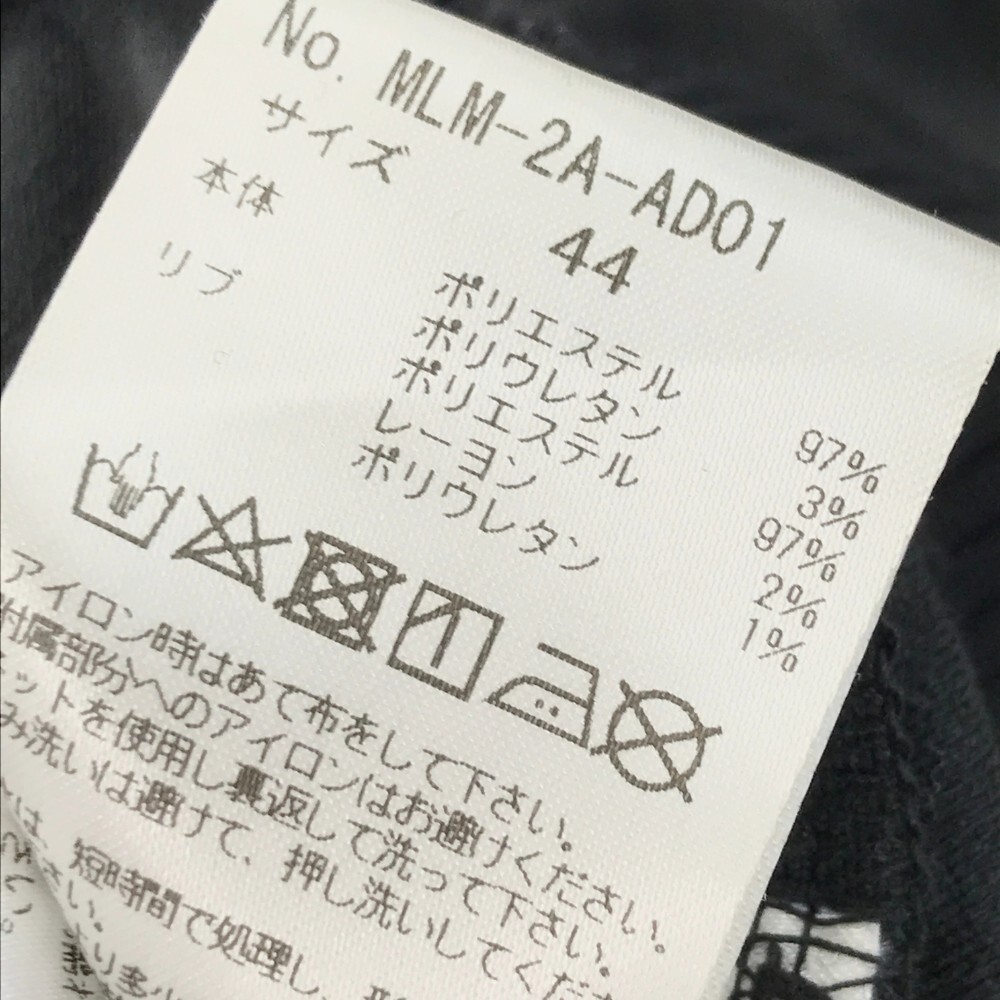 No. MLM-2A-AD01
サイズ 44
本体 ポリエステル 97%
ポリウレタン 3%
リブ ポリエステル 97%
レーヨン 2%
ポリウレタン 1%
アイロン時はあて布をして下さい。
付属部分へのアイロンはお避けください。
ットを使用し裏返して洗って下さい。
み洗いは避けて、押し洗いしてくだ
短時間で処理し、
より多少